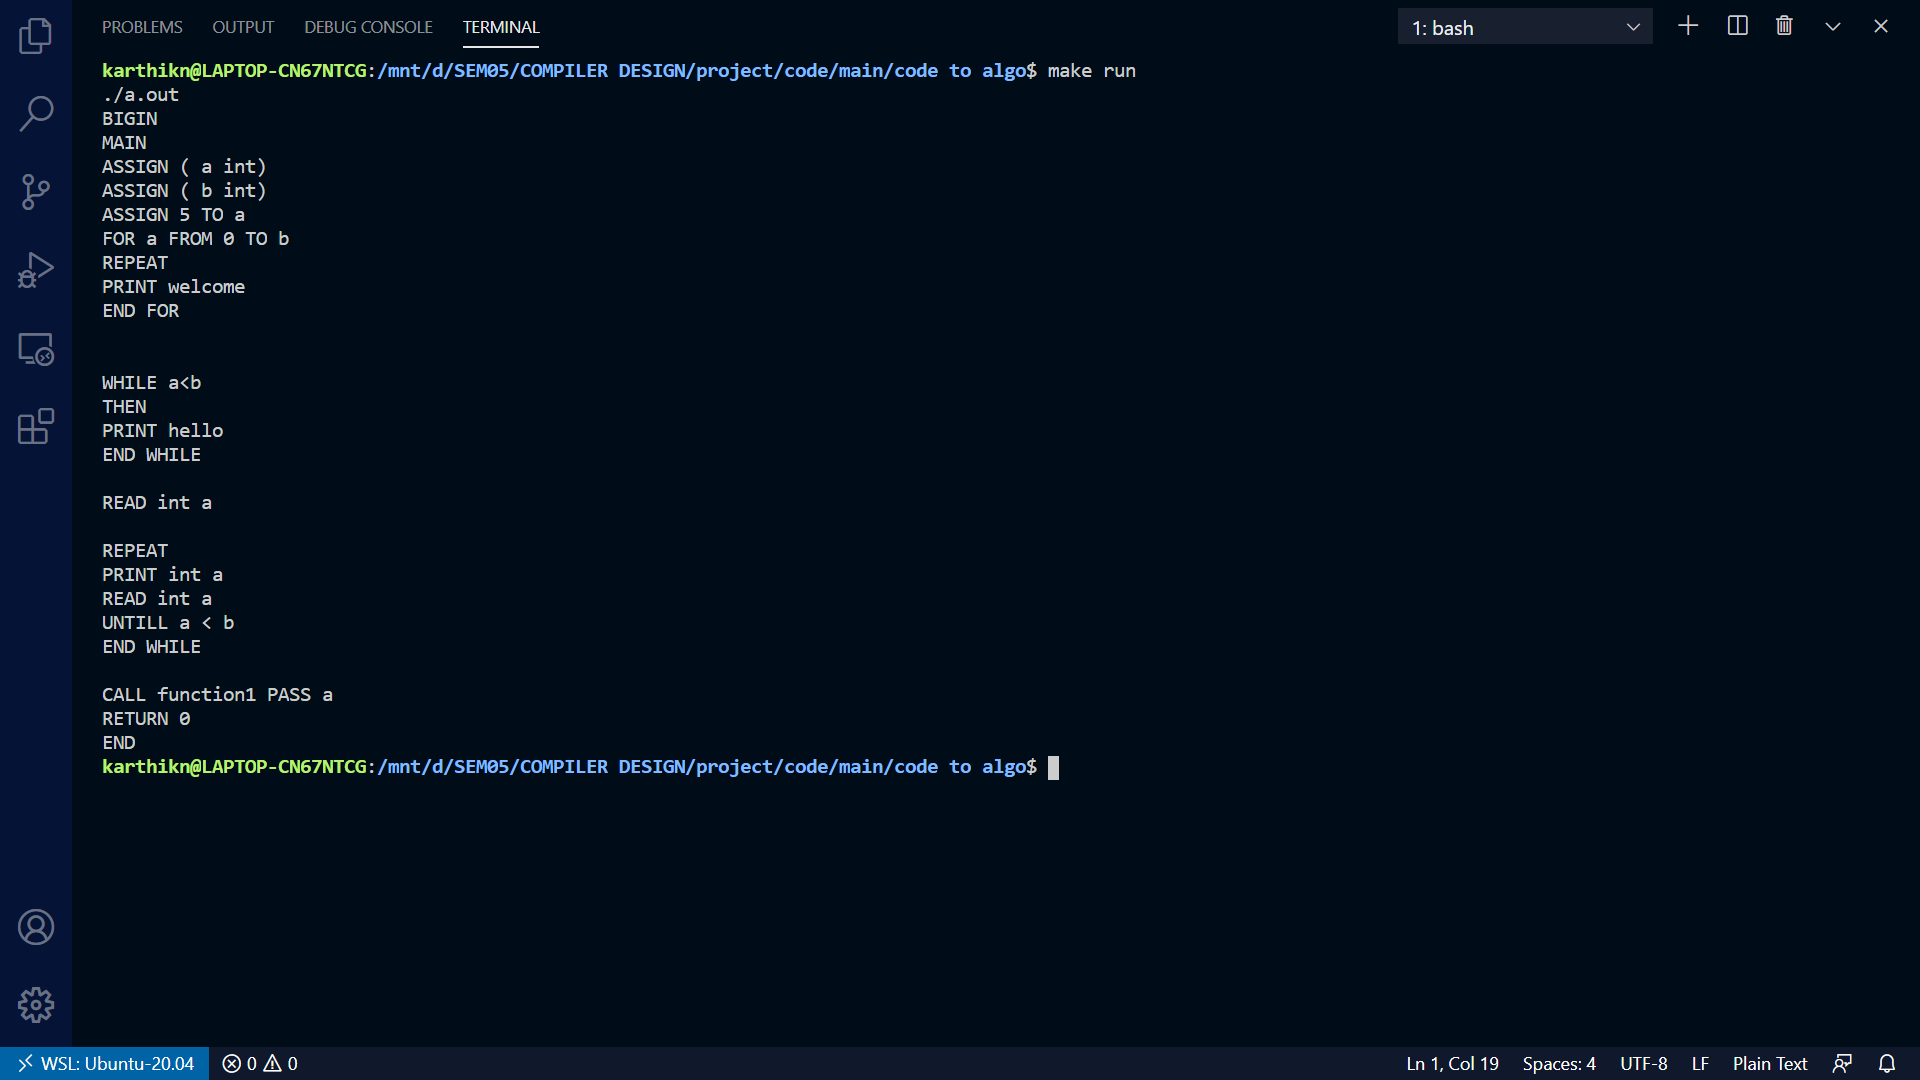 PROBLEMS OUTPUT DEBUG CONSOLE TERMINAL 1: bash
karthikn@LAPTOP-CN67NTCG:/mnt/d/SEM05/COMPILER DESIGN/project/code/main/code to algo$ make run
./a.out
BIGIN
MAIN
ASSIGN ( a int)
ASSIGN ( b int)
ASSIGN 5 TO a
FOR a FROM 0 TO b
REPEAT
PRINT welcome
END FOR
WHILE a<b
THEN
PRINT hello
END WHILE
READ int a
REPEAT
PRINT int a
READ int a
UNTILL a < b
END WHILE
CALL function1 PASS a
RETURN 0
END
karthikn@LAPTOP-CN67NTCG:/mnt/d/SEM05/COMPILER DESIGN/project/code/main/code to algo$
WSL: Ubuntu-20.04 0 0 Ln 1, Col 19 Spaces: 4 UTF-8 LF Plain Text